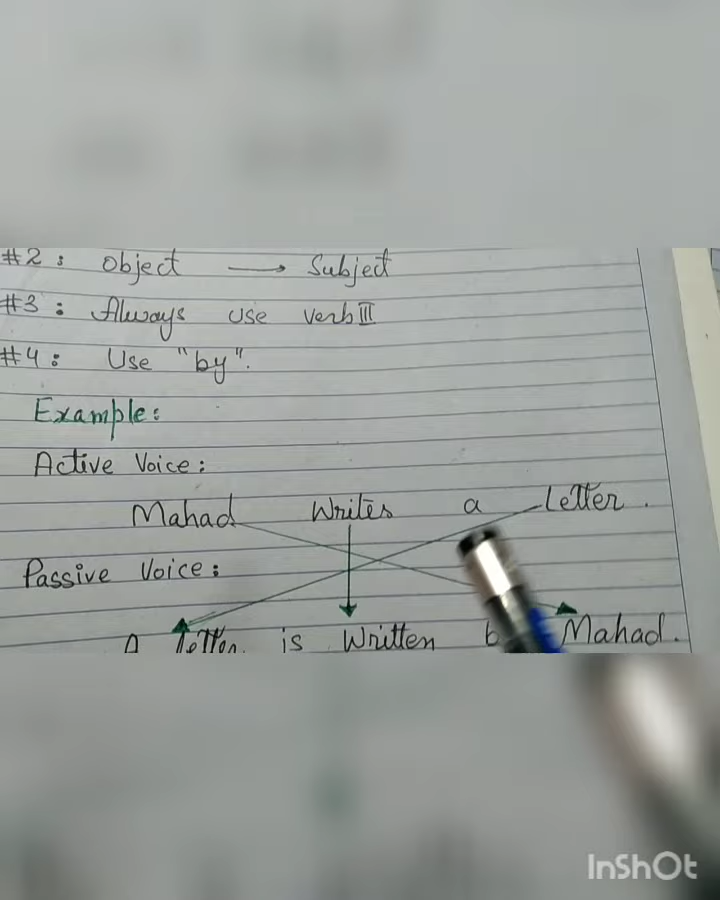 #2 : Object → Subject
#3 : Always use verb III
#4 : Use "by".
Example :
Active Voice :
Mahad Writes a Letter .
Passive Voice :
A Letter is Written Mahad .
InShOt